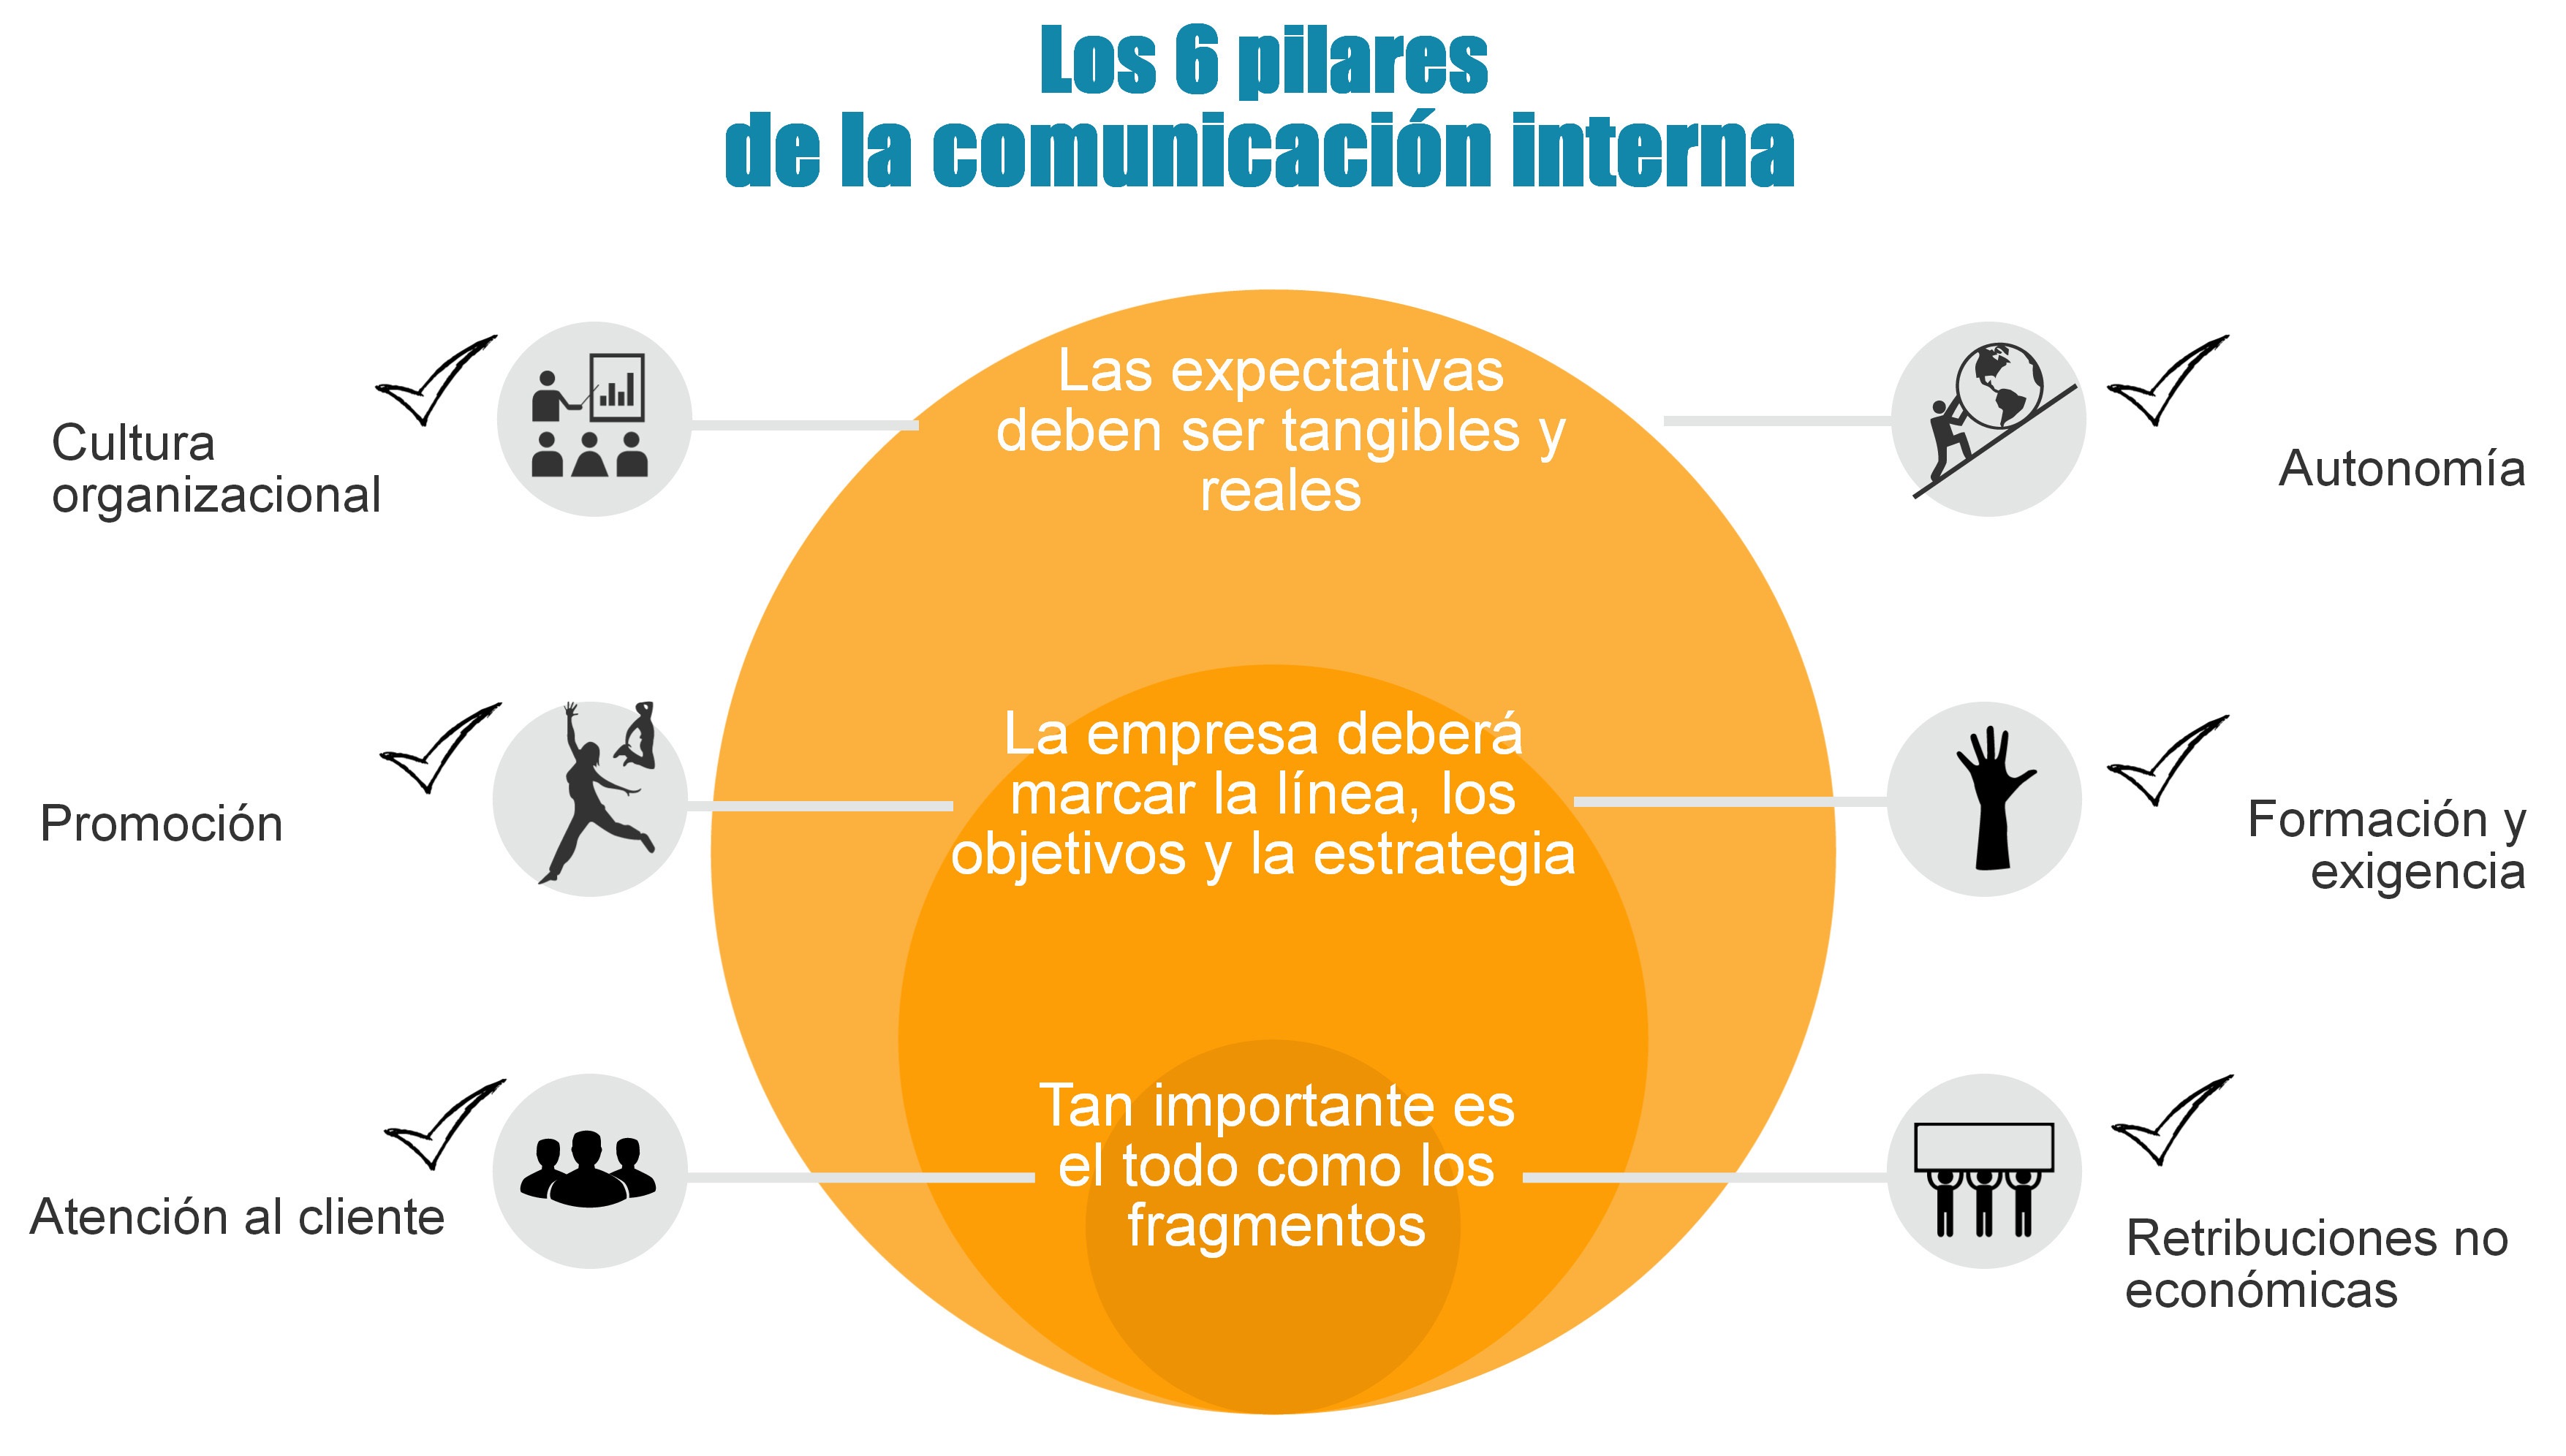 Los 6 pilares
de la comunicación interna
Cultura
organizacional
Las expectativas
deben ser tangibles y
reales
Autonomía
Promoción
La empresa deberá
marcar la línea, los
objetivos y la estrategia
Formación y
exigencia
Atención al cliente
Tan importante es
el todo como los
fragmentos
Retribuciones no
económicas